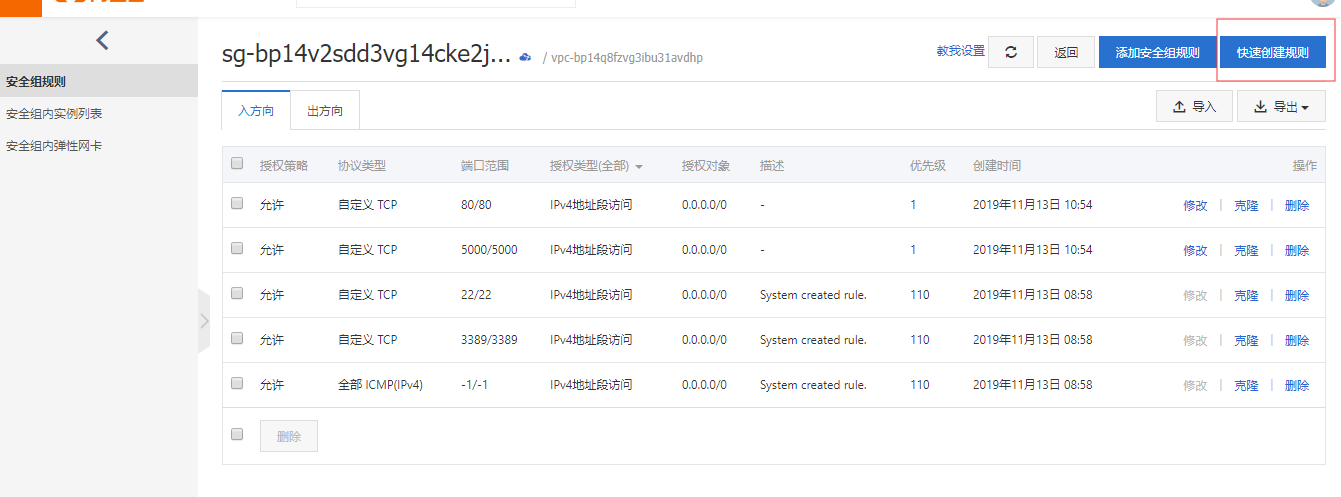 sg-bp14v2sdd3vg14cke2j... / vpc-bp14q8fzvg3ibu31avdhp
教我设置 返回 添加安全组规则 快速创建规则
安全组规则
安全组内实例列表
安全组内弹性网卡
入方向 出方向 导入 导出
授权策略 协议类型 端口范围 授权类型(全部) 授权对象 描述 优先级 创建时间 操作
允许 自定义 TCP 80/80 IPv4地址段访问 0.0.0.0/0 - 1 2019年11月13日 10:54 修改 | 克隆 | 删除
允许 自定义 TCP 5000/5000 IPv4地址段访问 0.0.0.0/0 - 1 2019年11月13日 10:54 修改 | 克隆 | 删除
允许 自定义 TCP 22/22 IPv4地址段访问 0.0.0.0/0 System created rule. 110 2019年11月13日 08:58 修改 | 克隆 | 删除
允许 自定义 TCP 3389/3389 IPv4地址段访问 0.0.0.0/0 System created rule. 110 2019年11月13日 08:58 修改 | 克隆 | 删除
允许 全部 ICMP(IPv4) -1/-1 IPv4地址段访问 0.0.0.0/0 System created rule. 110 2019年11月13日 08:58 修改 | 克隆 | 删除
删除